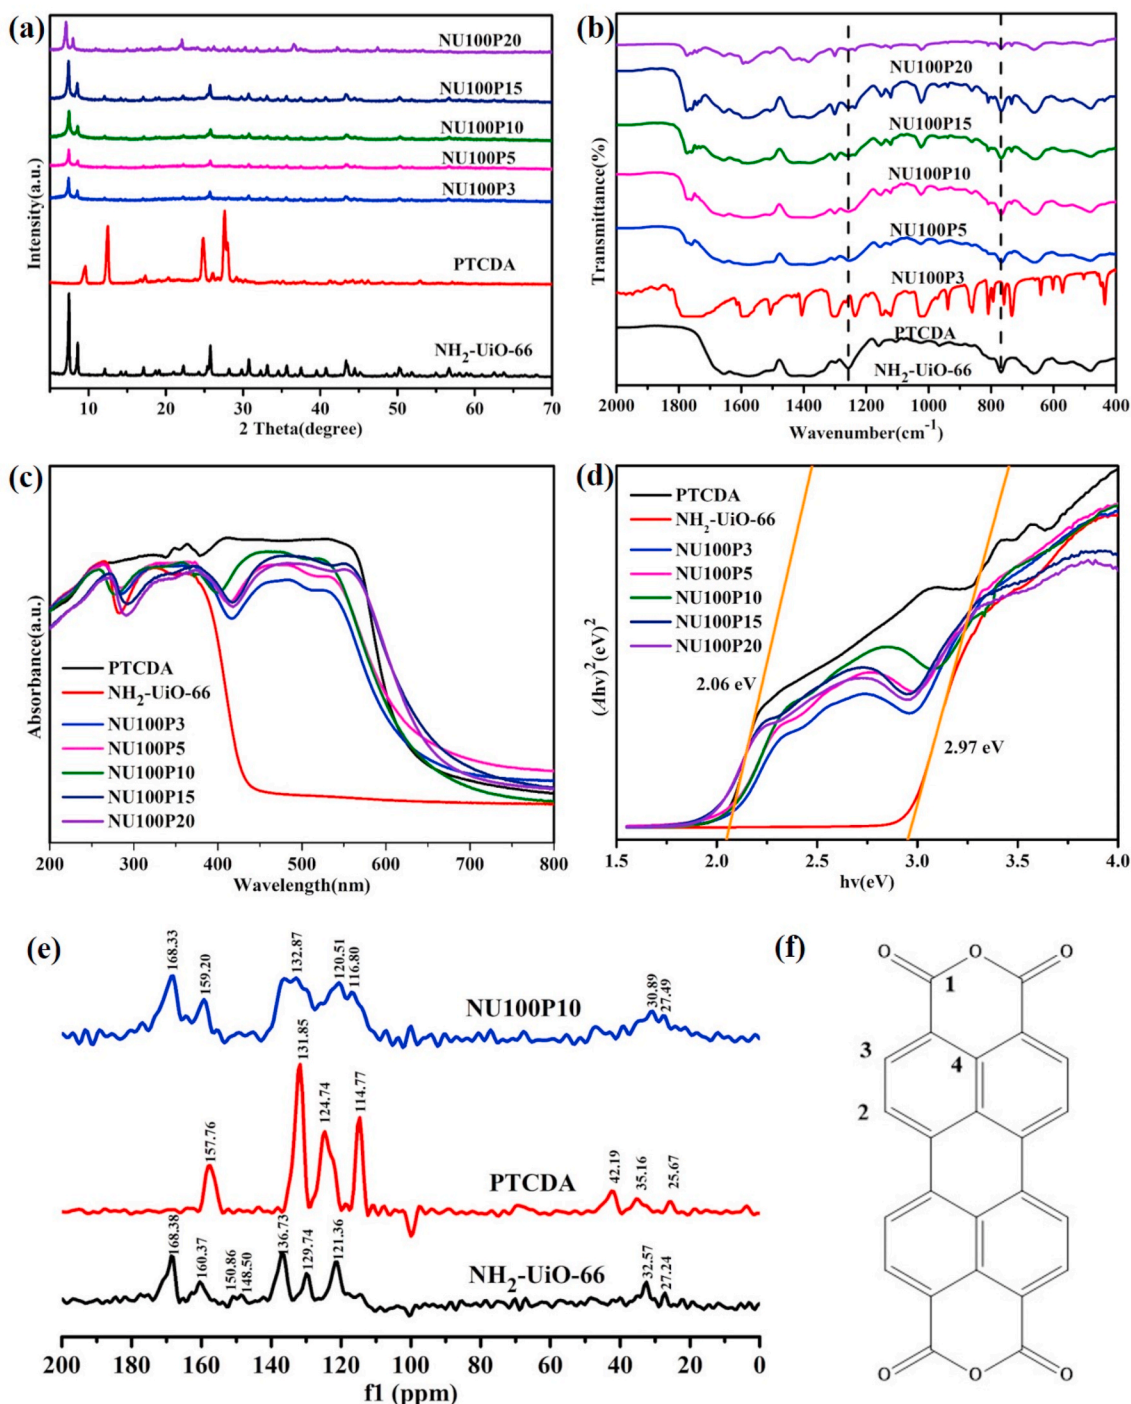 (a)
NU100P20
NU100P15
NU100P10
NU100P5
NU100P3
PTCDA
NH2-UiO-66
Intensity(a.u.)
10 20 30 40 50 60 70
2 Theta(degree)
(b)
NU100P20
NU100P15
NU100P10
NU100P5
NU100P3
PTCDA
NH2-UiO-66
Transmittance(%)
2000 1800 1600 1400 1200 1000 800 600 400
Wavenumber(cm-1)
(c)
PTCDA
NH2-UiO-66
NU100P3
NU100P5
NU100P10
NU100P15
NU100P20
Absorbance(a.u.)
200 300 400 500 600 700 800
Wavelength(nm)
(d)
PTCDA
NH2-UiO-66
NU100P3
NU100P5
NU100P10
NU100P15
NU100P20
2.06 eV
2.97 eV
(Ahv)2(eV)2
1.5 2.0 2.5 3.0 3.5 4.0
hv(eV)
(e)
168.33
159.20
132.87
120.51
116.80
30.89
27.49
NU100P10
157.76
131.85
124.74
114.77
42.19
35.16
25.67
PTCDA
168.38
160.37
150.86
148.50
136.73
129.74
121.36
32.57
27.24
NH2-UiO-66
200 180 160 140 120 100 80 60 40 20 0
f1 (ppm)
(f)
O O O
1
3 4
2
O O O